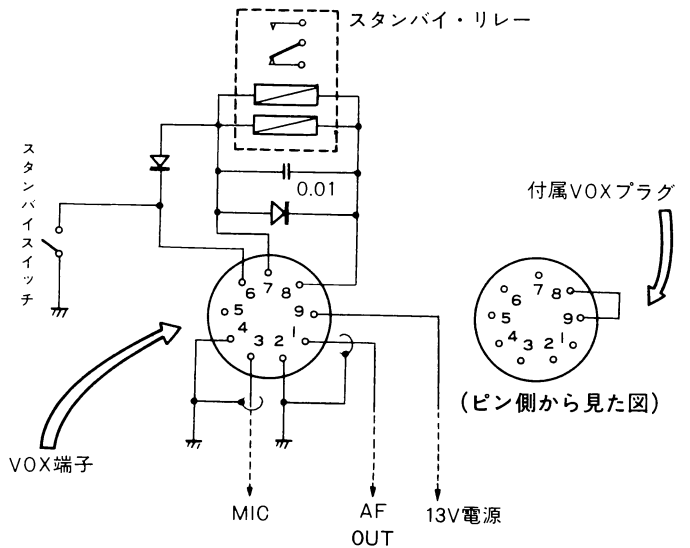 スタンバイ・リレー
0.01
スタンバイスイッチ
付属VOXプラグ
7
6
8
5
9
4
3
2
1
7
8
6
5
9
4
3
2
1
(ピン側から見た図)
VOX端子
MIC
AF
OUT
13V電源